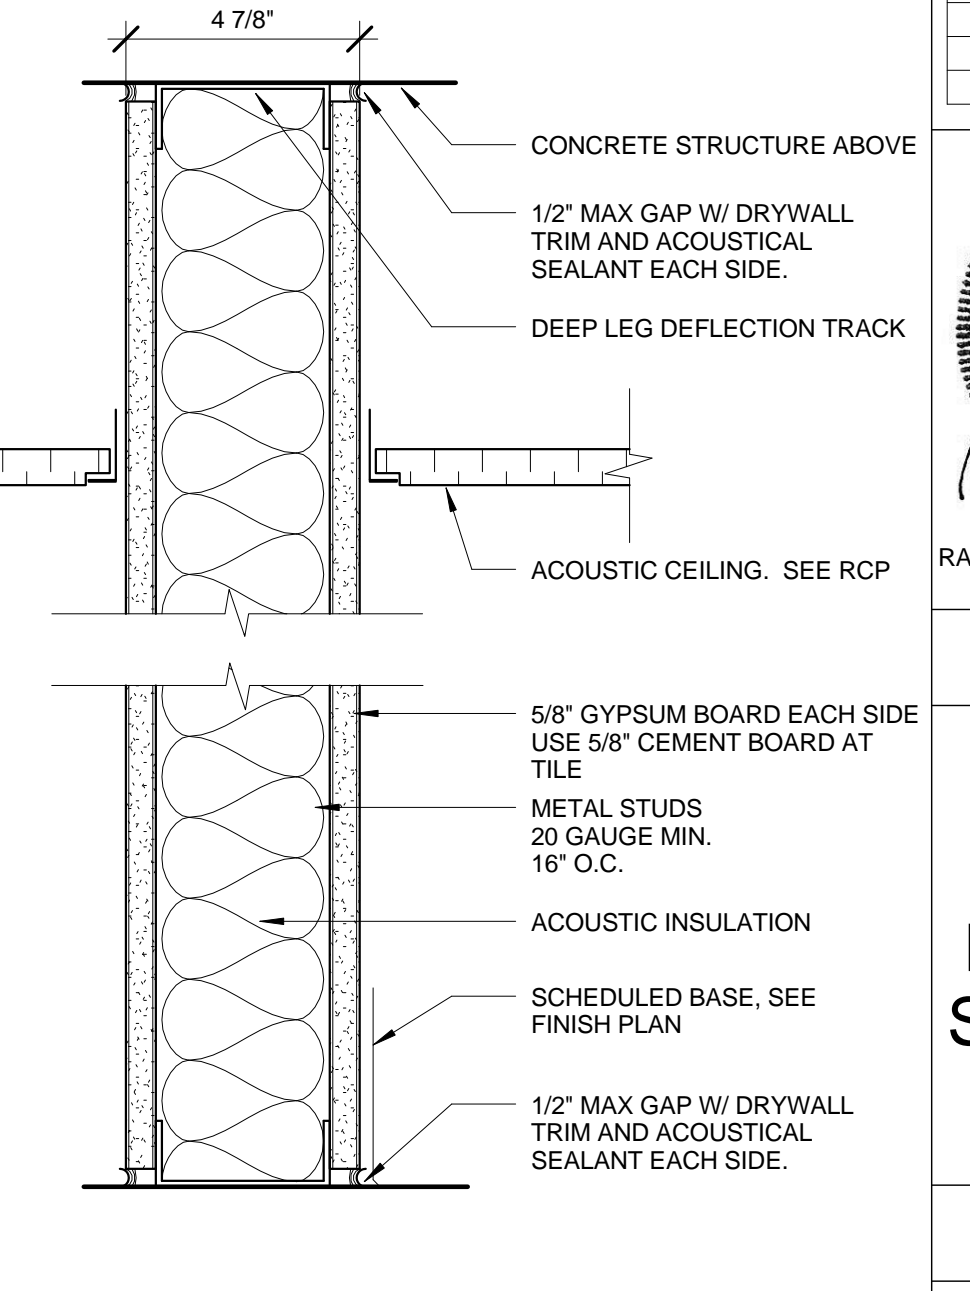 4 7/8"
CONCRETE STRUCTURE ABOVE
1/2" MAX GAP W/ DRYWALL
TRIM AND ACOUSTICAL
SEALANT EACH SIDE.
DEEP LEG DEFLECTION TRACK
ACOUSTIC CEILING.  SEE RCP
RA
5/8" GYPSUM BOARD EACH SIDE
USE 5/8" CEMENT BOARD AT
TILE
METAL STUDS
20 GAUGE MIN.
16" O.C.
ACOUSTIC INSULATION
SCHEDULED BASE, SEE
FINISH PLAN
S
1/2" MAX GAP W/ DRYWALL
TRIM AND ACOUSTICAL
SEALANT EACH SIDE.